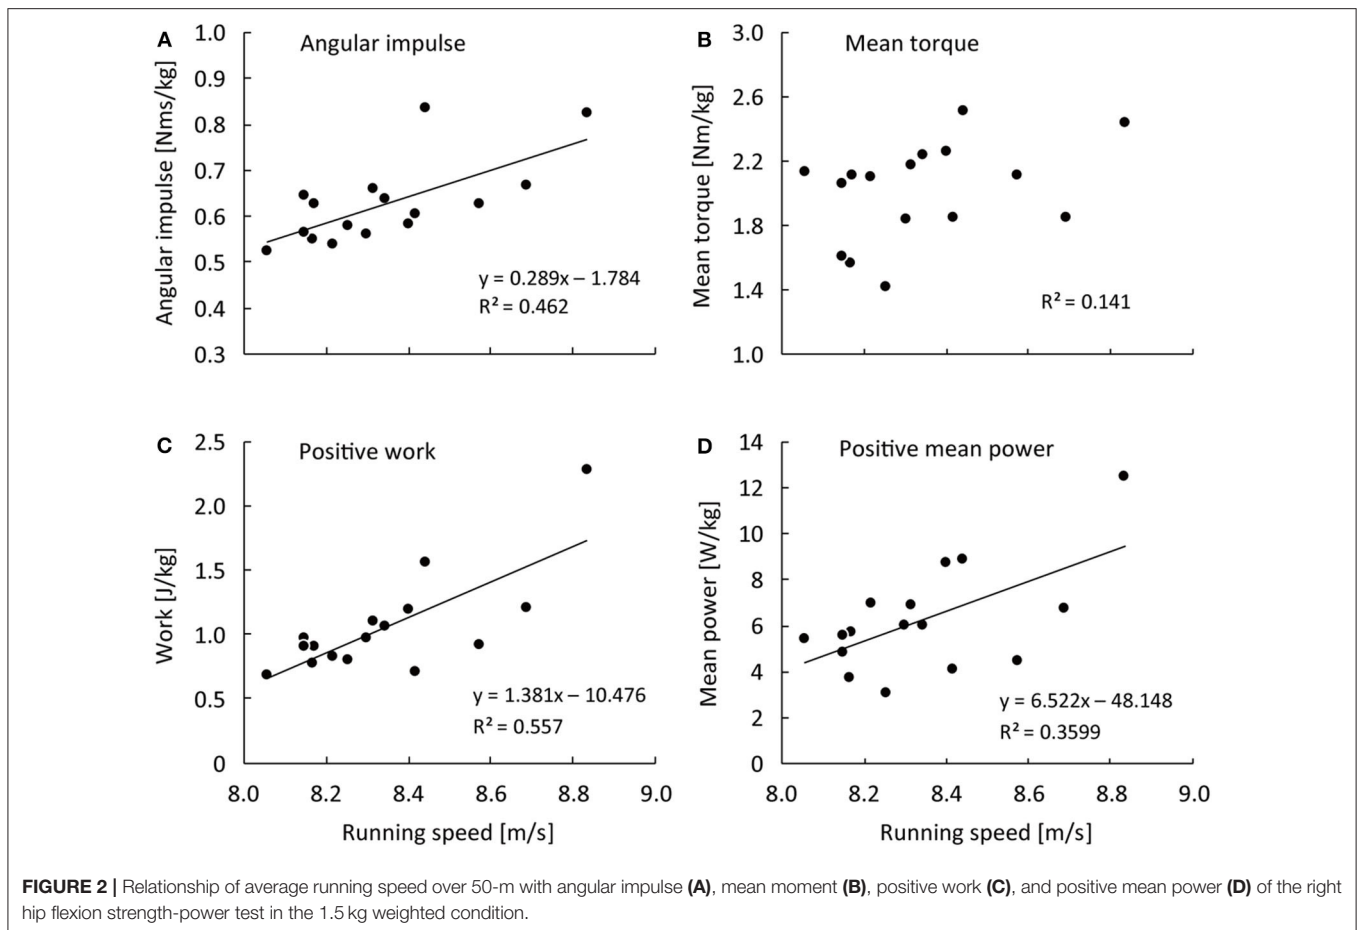 A
Angular impulse
Angular impulse [Nms/kg]
1.0
0.9
0.8
0.7
0.6
0.5
0.4
0.3
y = 0.289x – 1.784
R² = 0.462
B
Mean torque
Mean torque [Nm/kg]
3.0
2.6
2.2
1.8
1.4
1.0
R² = 0.141
C
Positive work
Work [J/kg]
2.5
2.0
1.5
1.0
0.5
0
y = 1.381x – 10.476
R² = 0.557
8.0 8.2 8.4 8.6 8.8 9.0
Running speed [m/s]
D
Positive mean power
Mean power [W/kg]
14
12
10
8
6
4
2
0
y = 6.522x – 48.148
R² = 0.3599
8.0 8.2 8.4 8.6 8.8 9.0
Running speed [m/s]
FIGURE 2 | Relationship of average running speed over 50-m with angular impulse (A), mean moment (B), positive work (C), and positive mean power (D) of the right
hip flexion strength-power test in the 1.5 kg weighted condition.